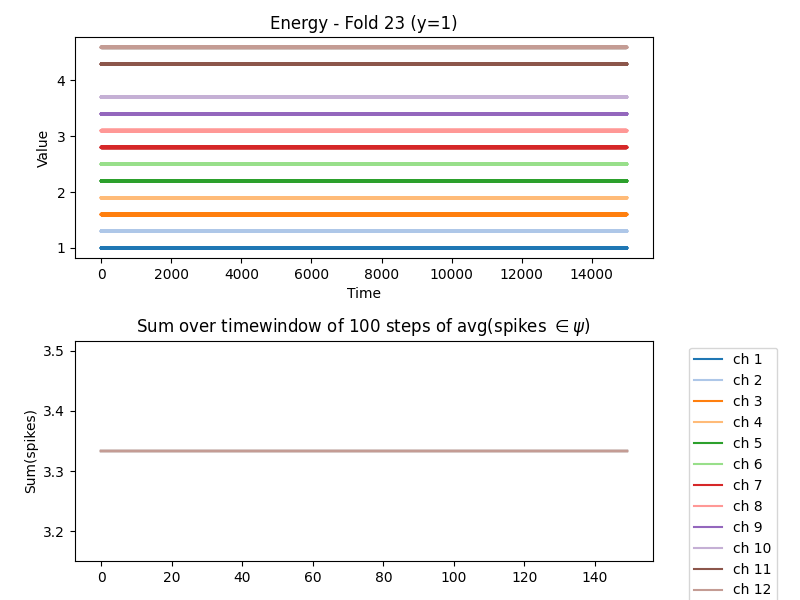 Energy - Fold 23 (y=1)
Value
4
3
2
1
0 2000 4000 6000 8000 10000 12000 14000
Time
Sum over timewindow of 100 steps of avg(spikes ∈ ψ)
Sum(spikes)
3.5
3.4
3.3
3.2
0 20 40 60 80 100 120 140
ch 1
ch 2
ch 3
ch 4
ch 5
ch 6
ch 7
ch 8
ch 9
ch 10
ch 11
ch 12